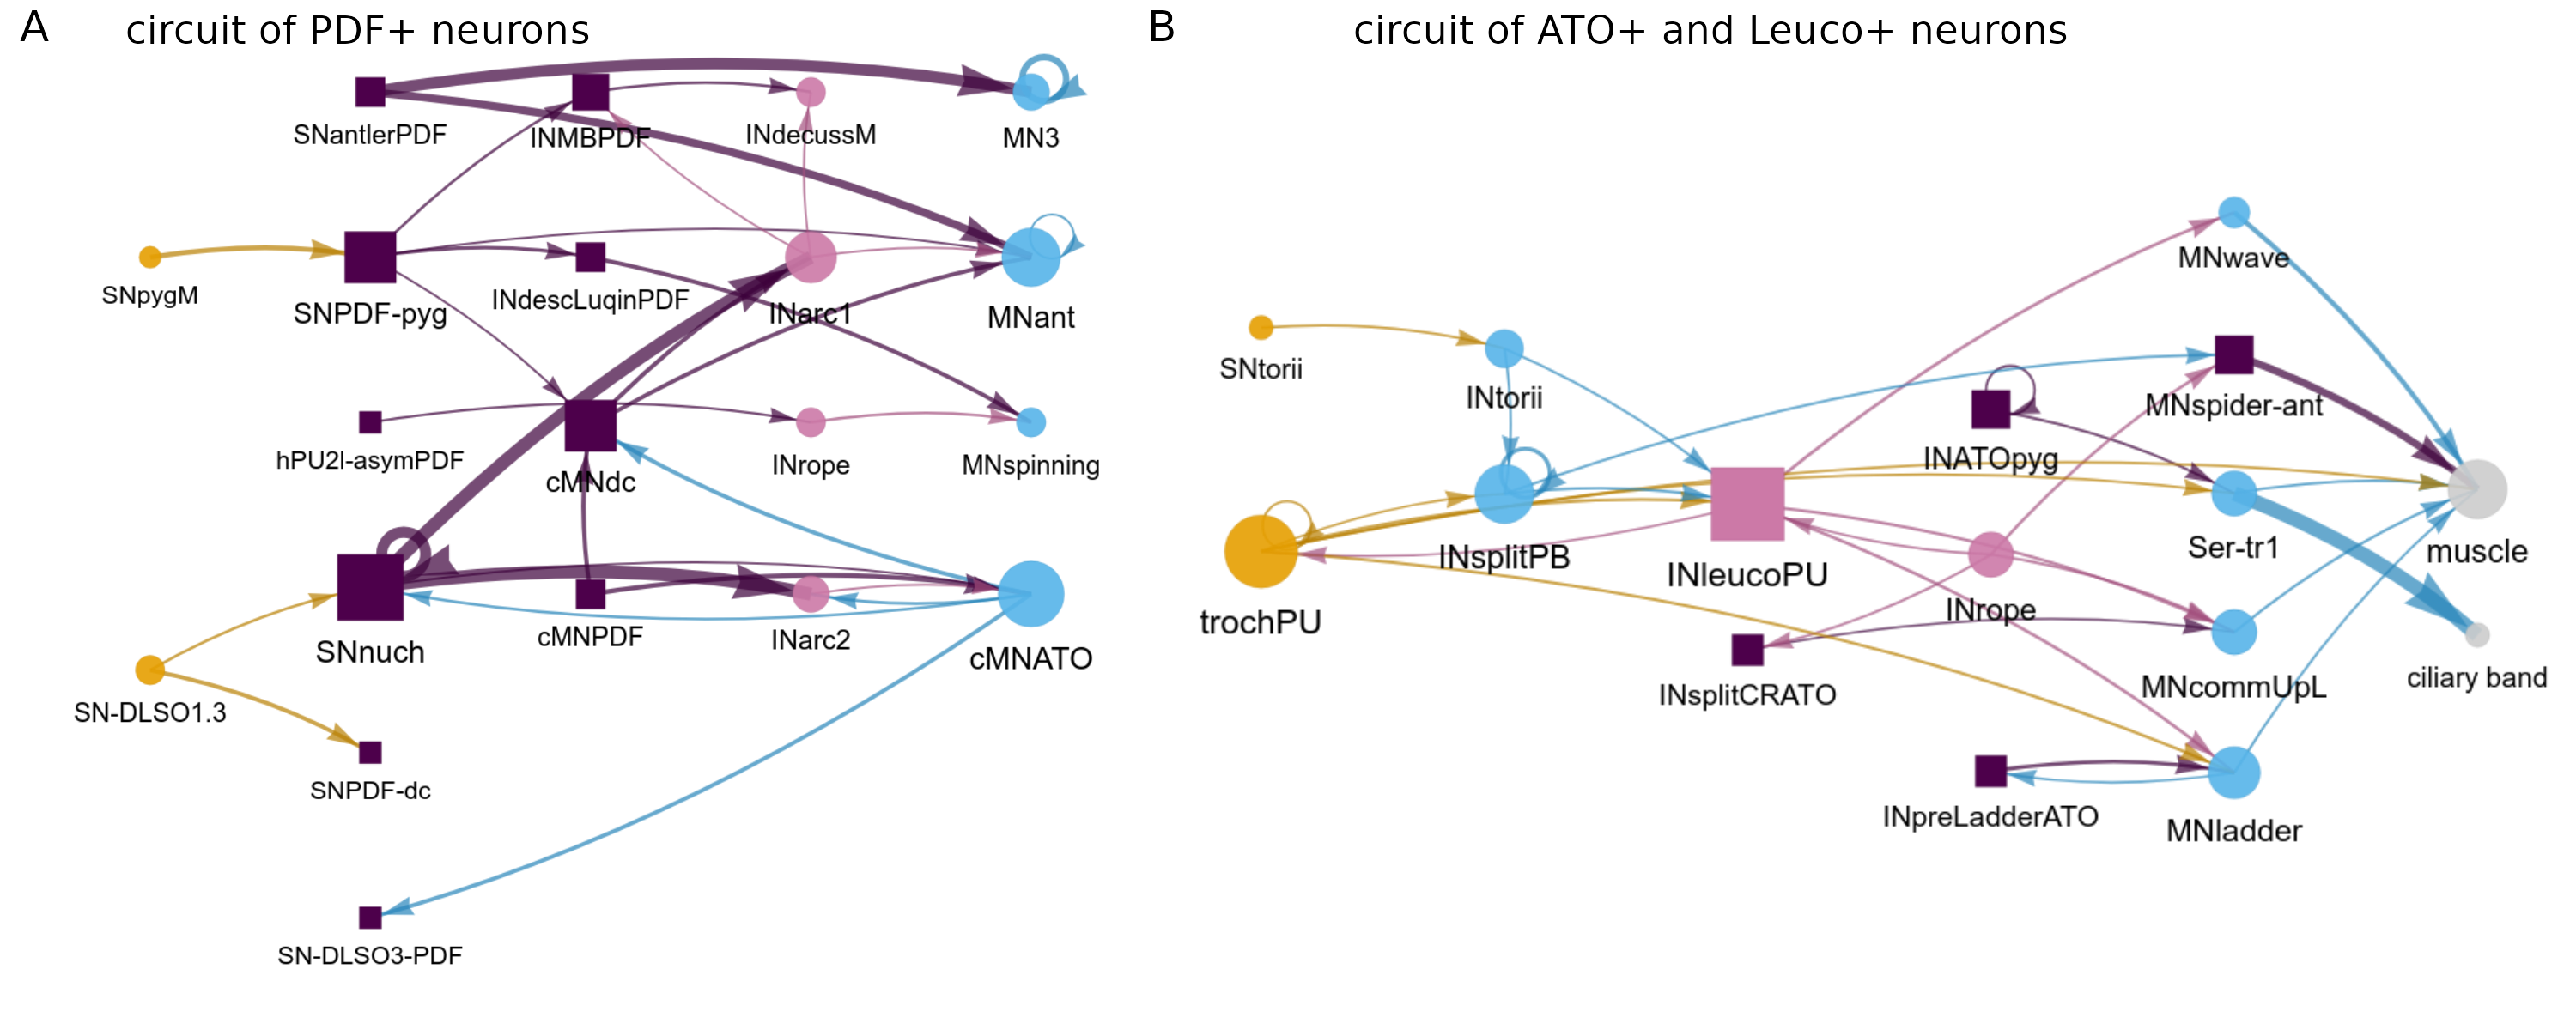 A circuit of PDF+ neurons
SNantlerPDF
INMBPDF
INdecussM
MN3
SNpygM
SNPDF-pyg
INdescLuqinPDF
INarc1
MNant
hPU2l-asymPDF
cMNdc
INrope
MNspinning
SNnuch
cMNPDF
INarc2
cMNATO
SN-DLSO1.3
SNPDF-dc
SN-DLSO3-PDF
B circuit of ATO+ and Leuco+ neurons
MNwave
SNtorii
INtorii
MNspider-ant
INATOpyg
trochPU
INsplitPB
INleucoPU
Ser-tr1
muscle
INrope
INsplitCRATO
MNcommUpL
ciliary band
INpreLadderATO
MNladder